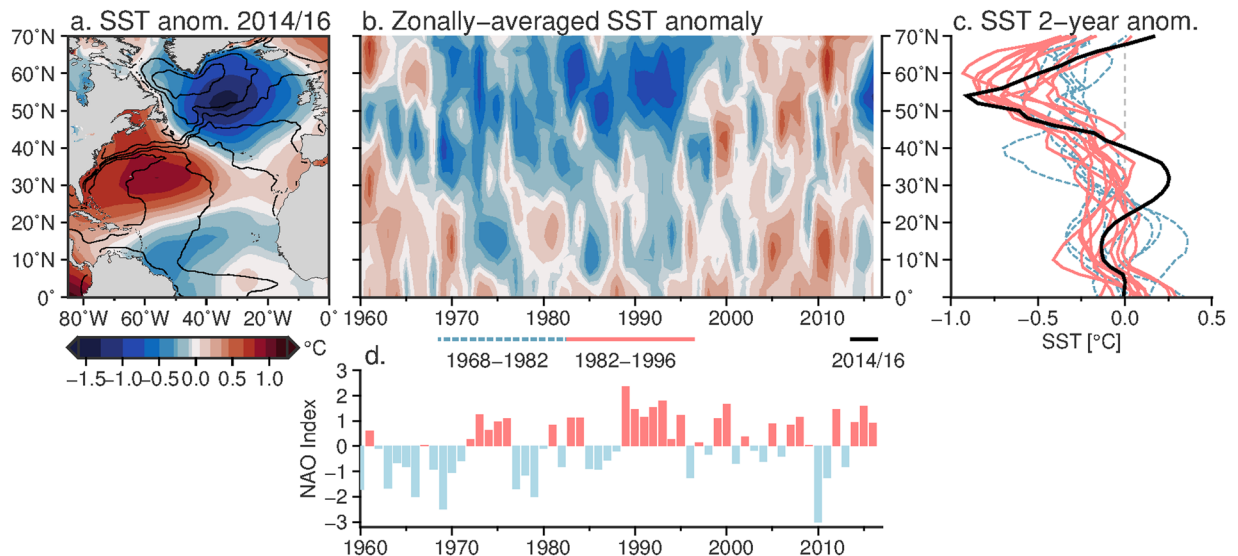 a. SST anom. 2014/16
b. Zonally−averaged SST anomaly
c. SST 2−year anom.
70˚N
60˚N
50˚N
40˚N
30˚N
20˚N
10˚N
0˚
80˚W 60˚W 40˚W 20˚W 0˚
1960 1970 1980 1990 2000 2010
70˚N
60˚N
50˚N
40˚N
30˚N
20˚N
10˚N
0˚
−1.0 −0.5 0.0 0.5
SST [°C]
°C
−1.5 −1.0 −0.5 0.0 0.5 1.0
d.
1968−1982
1982−1996
2014/16
NAO Index
3
2
1
0
−1
−2
−3
1960 1970 1980 1990 2000 2010